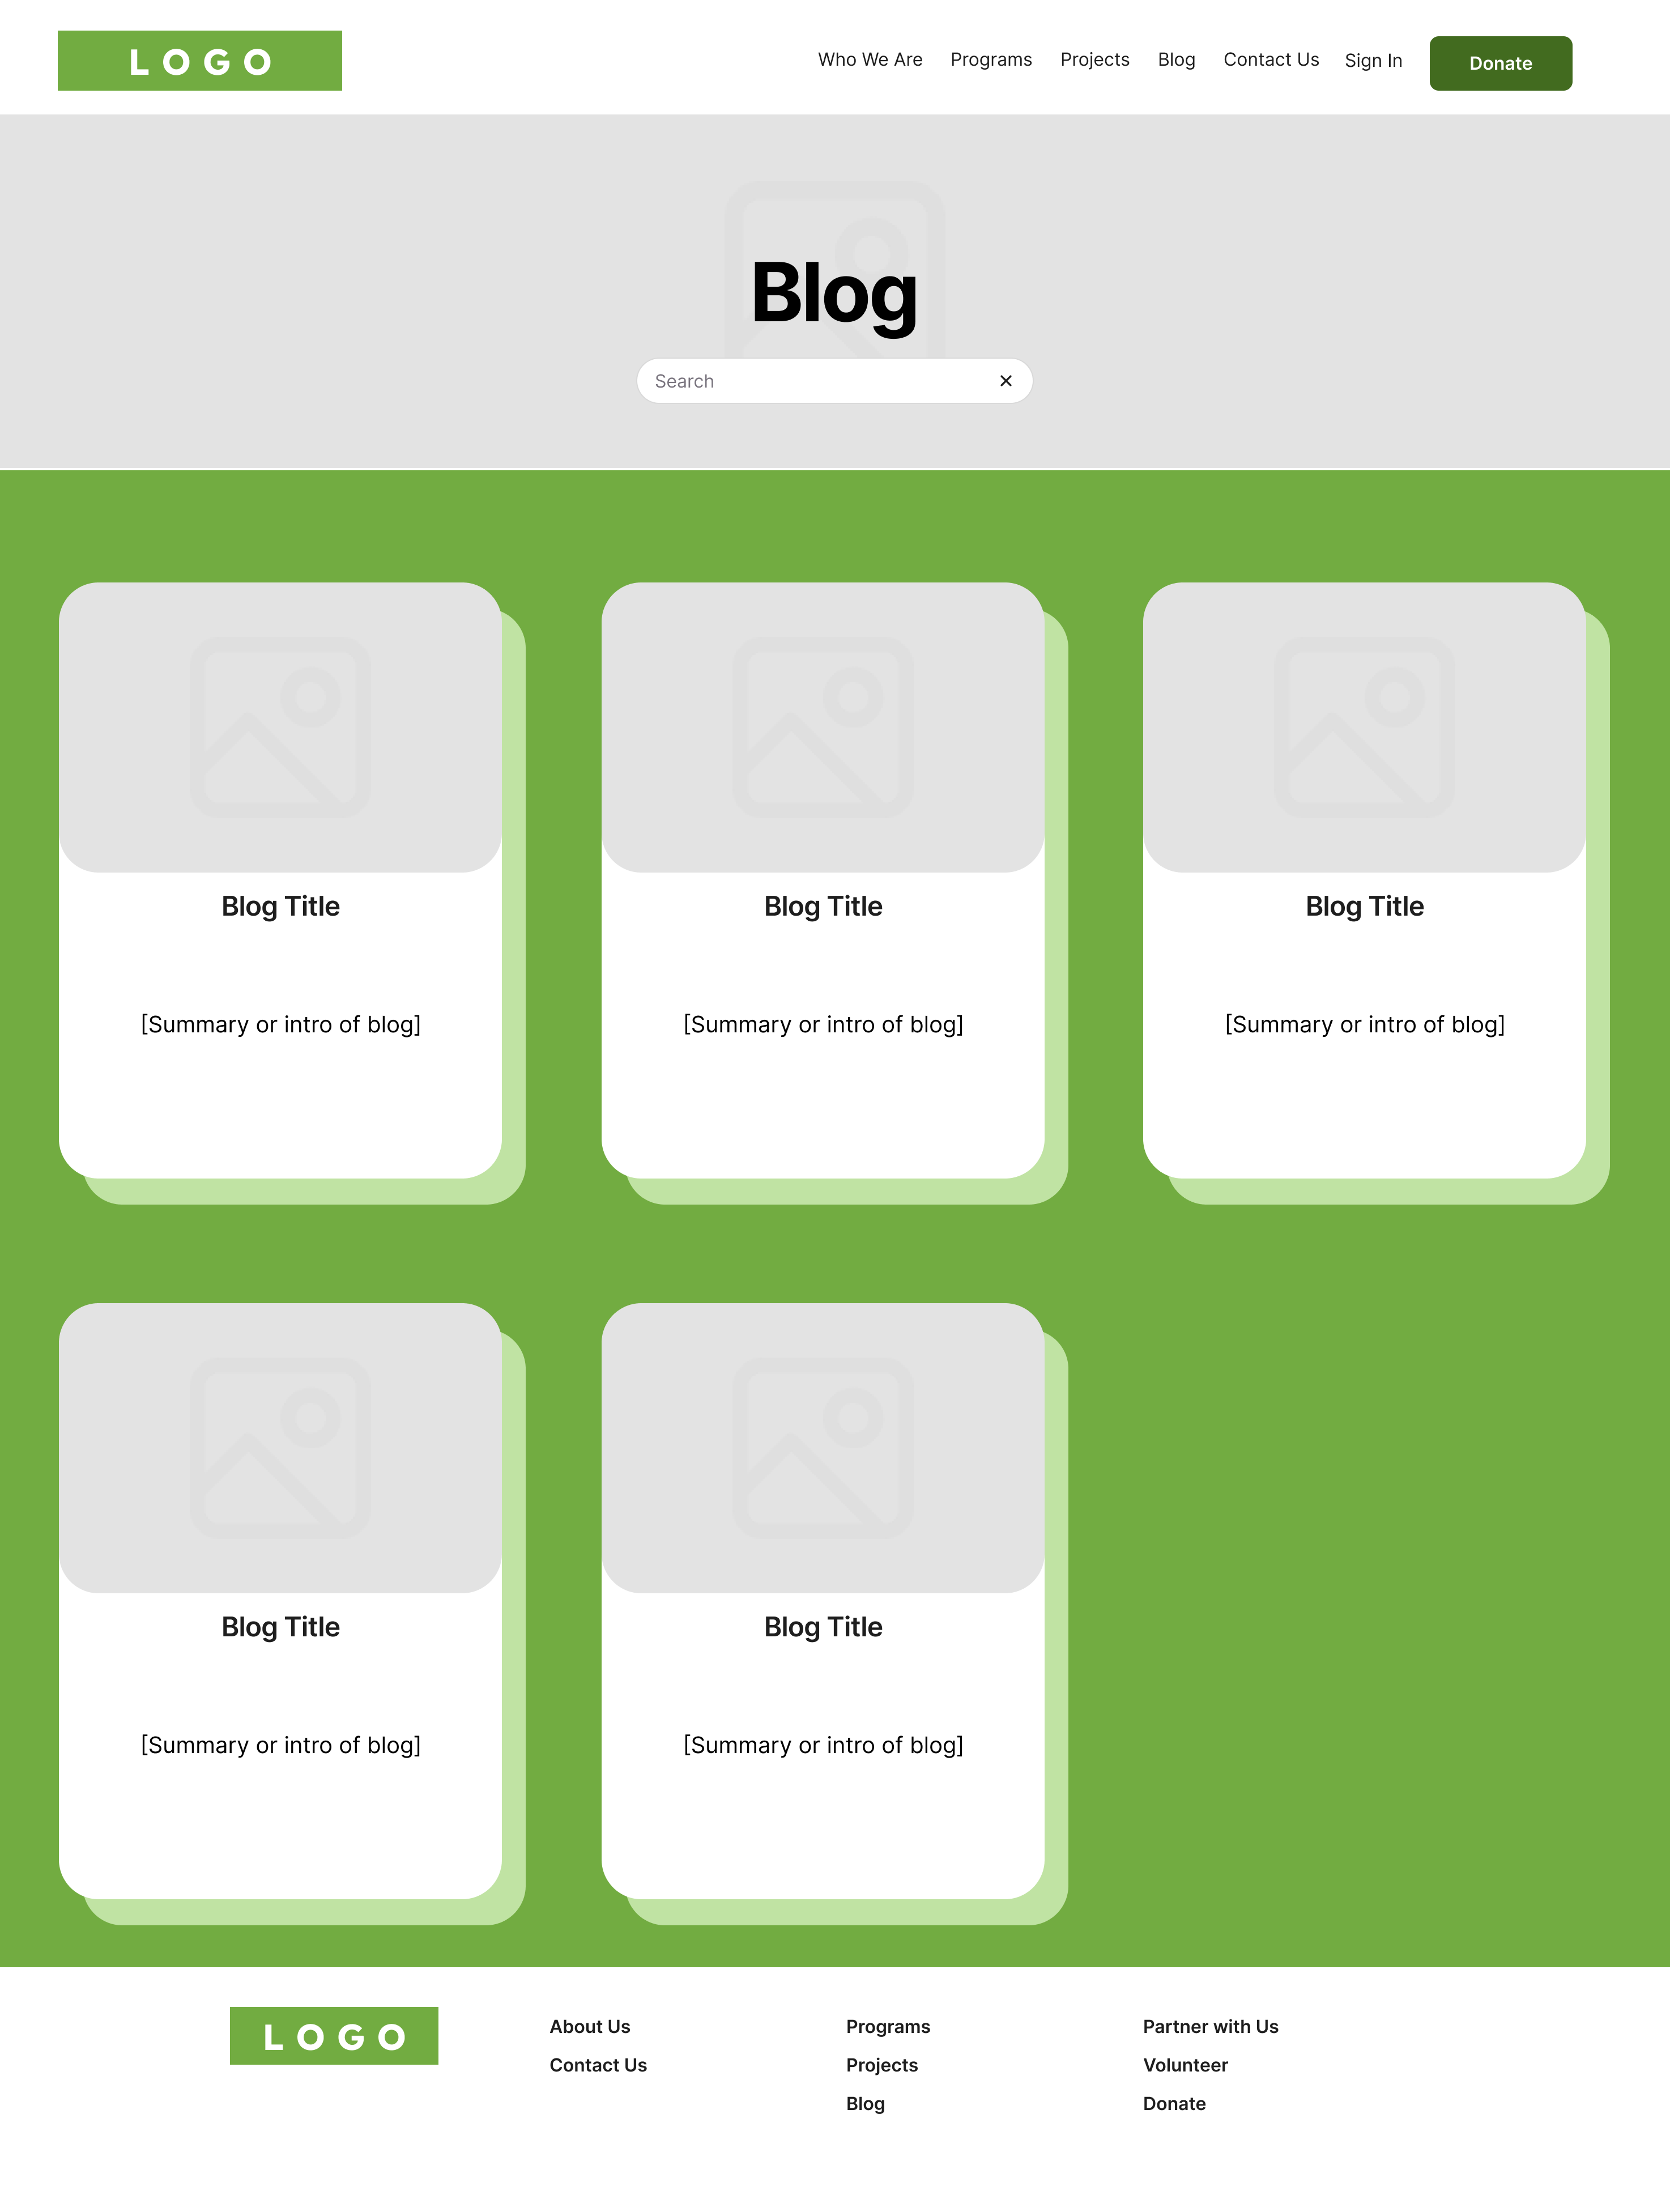 LOGO
Who We Are Programs Projects Blog Contact Us Sign In Donate
Blog
Search
Blog Title Blog Title Blog Title
[Summary or intro of blog] [Summary or intro of blog] [Summary or intro of blog]
Blog Title Blog Title
[Summary or intro of blog] [Summary or intro of blog]
LOGO
About Us Programs Partner with Us
Contact Us Projects Volunteer
Blog Donate